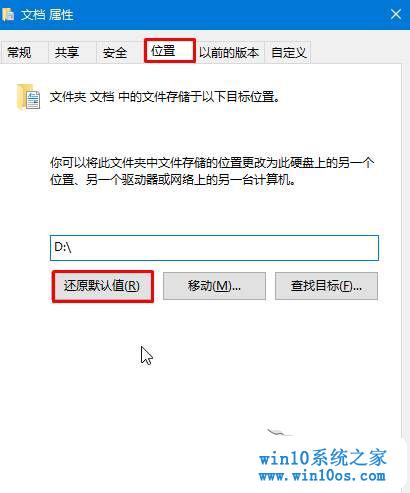 文档 属性
常规 共享 安全 位置 以前的版本 自定义
文件夹 文档 中的文件存储于以下目标位置。
你可以将此文件夹中文件存储的位置更改为此硬盘上的另一个
位置、另一个驱动器或网络上的另一台计算机。
D:\
还原默认值(R) 移动(M)... 查找目标(F)...
win10系统之家
win10os.com